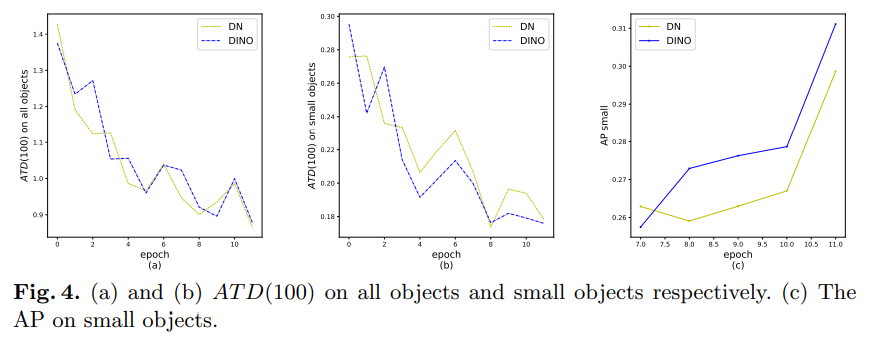 ATD(100) on all objects
1.4
1.3
1.2
1.1
1.0
0.9
DN
DINO
0 2 4 6 8 10
epoch
(a)
ATD(100) on small objects
0.30
0.28
0.26
0.24
0.22
0.20
0.18
DN
DINO
0 2 4 6 8 10
epoch
(b)
AP small
0.31
0.30
0.29
0.28
0.27
0.26
DN
DINO
7.0 7.5 8.0 8.5 9.0 9.5 10.0 10.5 11.0
epoch
(c)
Fig. 4. (a) and (b) ATD(100) on all objects and small objects respectively. (c) The
AP on small objects.